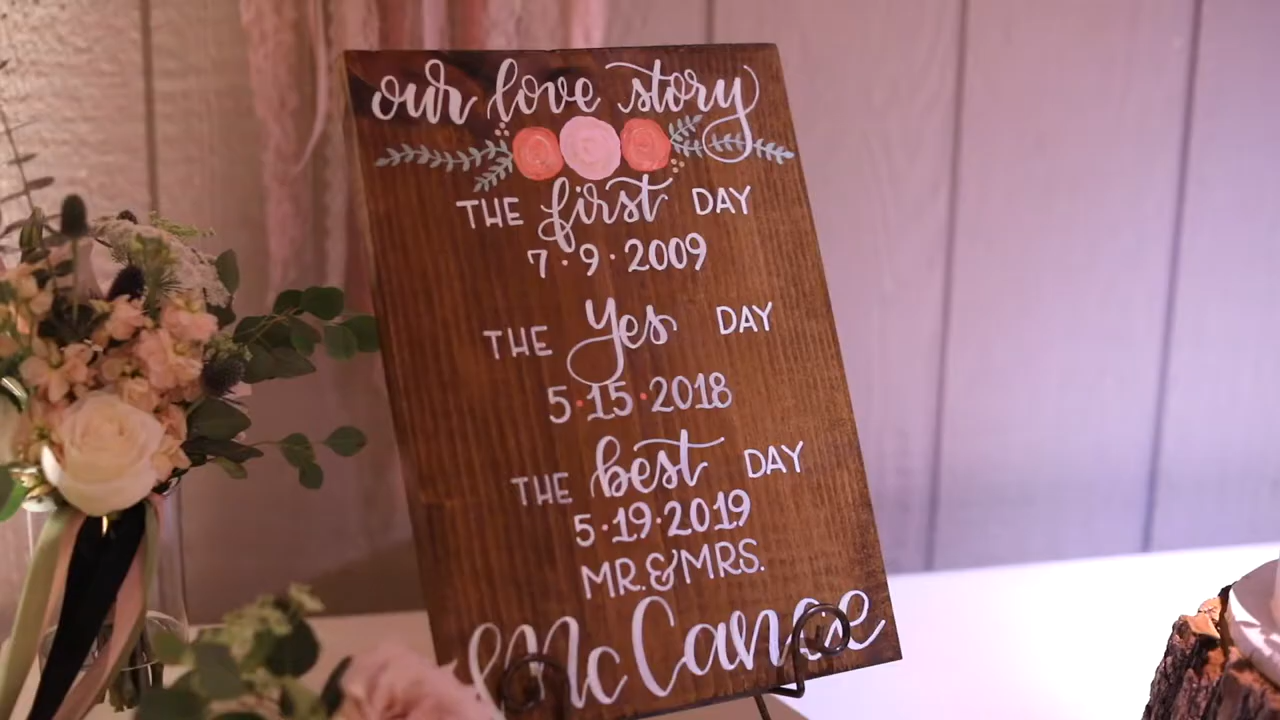 our love story
THE first DAY
7·9·2009
THE yes DAY
5·15·2018
THE best DAY
5·19·2019
MR.&MRS.